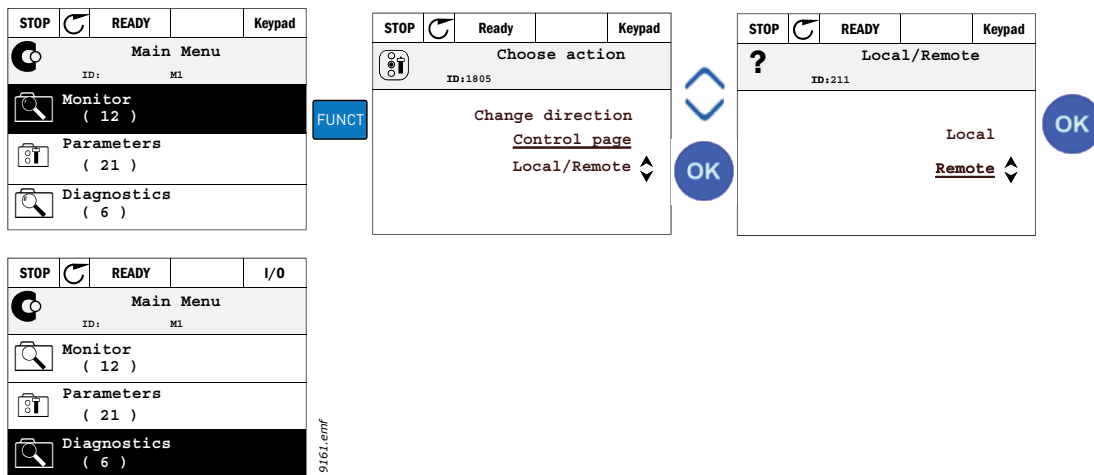 STOP READY Keypad
Main Menu
ID: M1
Monitor
( 12 )
Parameters
( 21 )
Diagnostics
( 6 )
FUNCT
STOP Ready Keypad
Choose action
ID:1805
Change direction
Control page
Local/Remote
OK
STOP READY Keypad
?
Local/Remote
ID:211
Local
Remote
OK
STOP READY I/O
Main Menu
ID: M1
Monitor
( 12 )
Parameters
( 21 )
Diagnostics
( 6 )
9161.emf